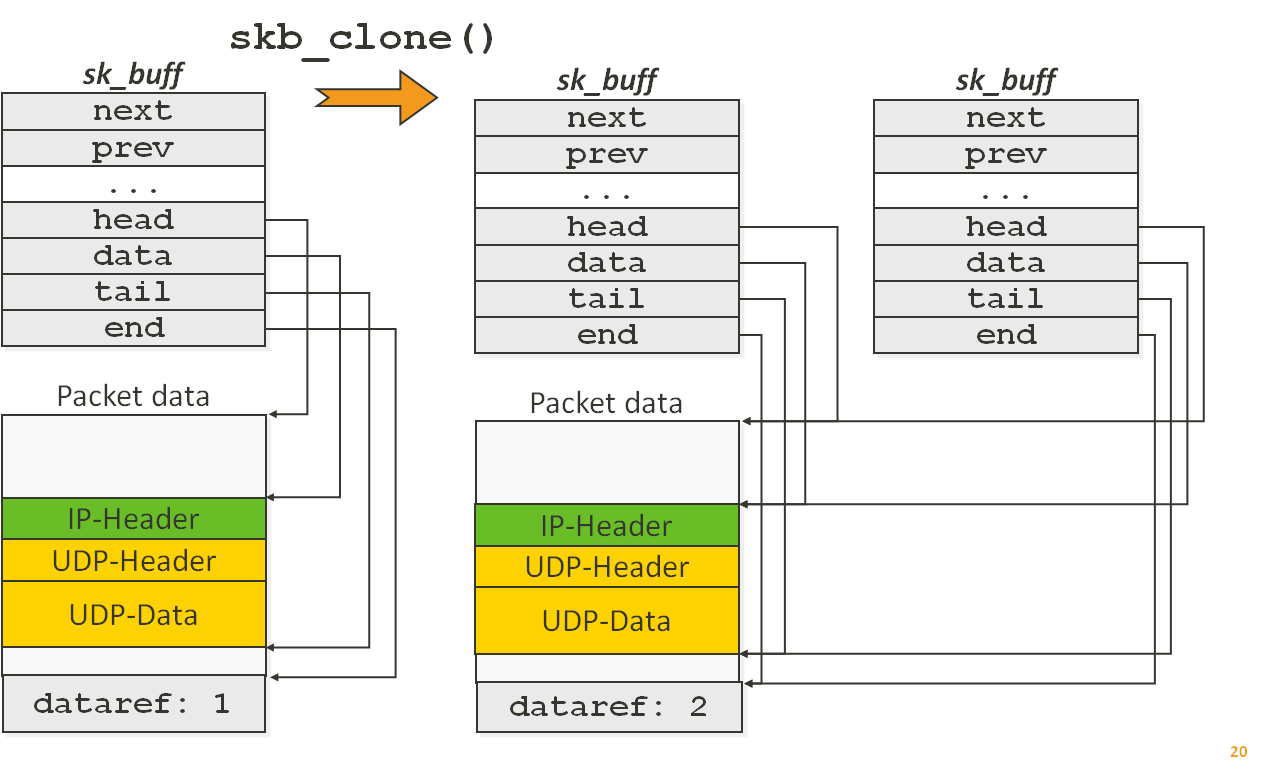 skb_clone()
sk_buff
next
prev
...
head
data
tail
end
Packet data
IP-Header
UDP-Header
UDP-Data
dataref: 1
sk_buff
next
prev
...
head
data
tail
end
Packet data
IP-Header
UDP-Header
UDP-Data
dataref: 2
sk_buff
next
prev
...
head
data
tail
end
20